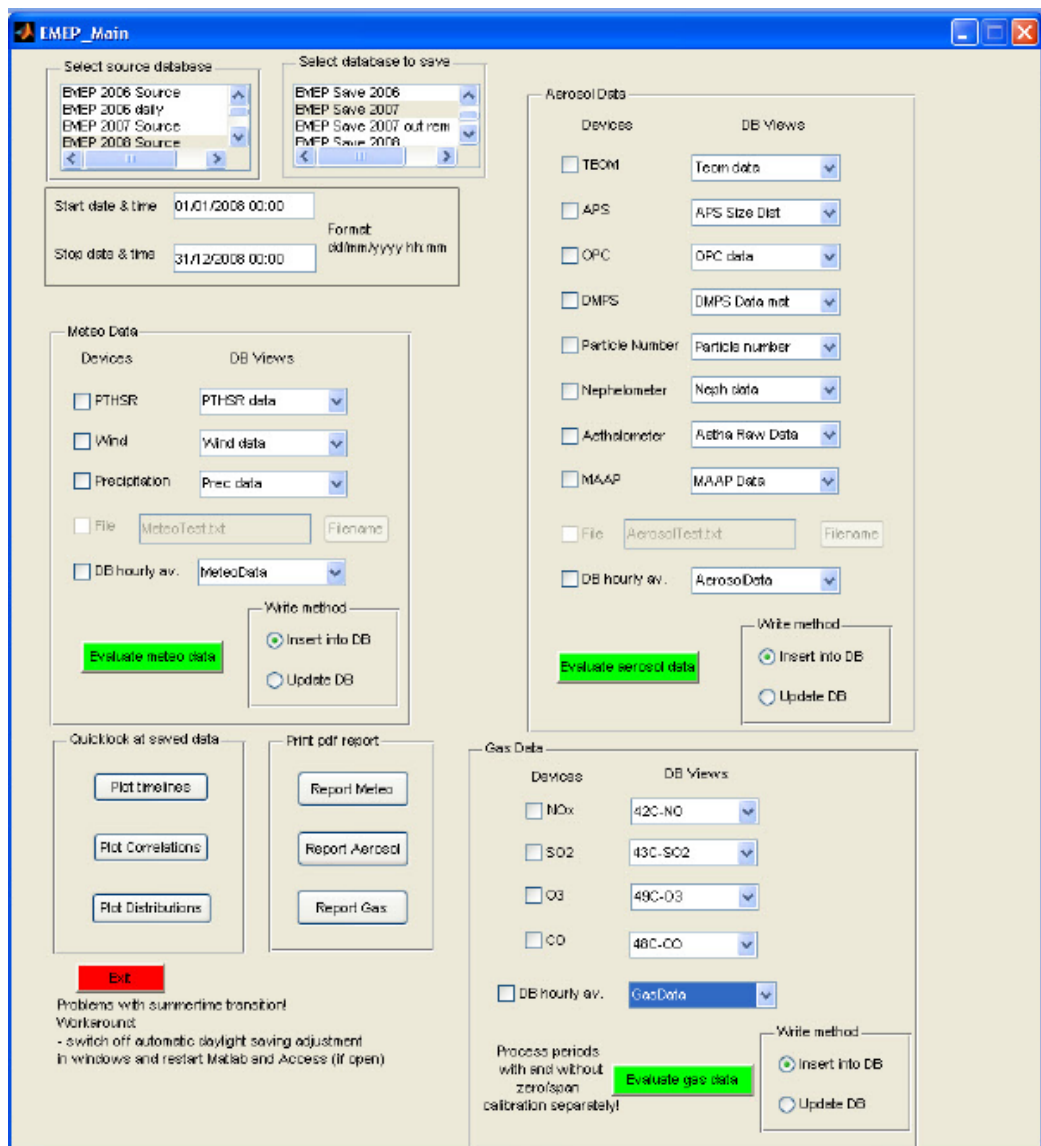 EMEP_Main
Select source database
EMEP 2006 Source
EMEP 2006 daily
EMEP 2007 Source
EMEP 2008 Source
Select database to save
EMEP Save 2006
EMEP Save 2007
EMEP Save 2007 out rem
EMEP Save 2008
Start date & time 01/01/2008 00:00
Stop date & time 31/12/2008 00:00
Format
dd/mm/yyyy hh:mm
Meteo Data
Devices DB Views
PTHSR PTHSR data
Wind Wind data
Precipitation Prec data
File MeteoTest.txt Filename
DB hourly av. MeteoData
Write method
Insert into DB
Update DB
Evaluate meteo data
Aerosol Data
Devices DB Views
TEOM Teom data
APS APS Size Dist
OPC OPC data
DMPS DMPS Data mat
Particle Number Particle number
Nephelometer Neph data
Aethalometer Aetha Raw Data
MAAP MAAP Data
File AerosolTest.txt Filename
DB hourly av. AerosolData
Write method
Insert into DB
Update DB
Evaluate aerosol data
Quicklook at saved data
Plot timelines
Plot Correlations
Plot Distributions
Print pdf report
Report Meteo
Report Aerosol
Report Gas
Gas Data
Devices DB Views
NOx 42C-NO
SO2 43C-SO2
O3 49C-O3
CO 48C-CO
DB hourly av. GasData
Process periods
with and without
zero/span
calibration separately!
Evaluate gas data
Write method
Insert into DB
Update DB
Exit
Problems with summertime transition!
Workaround:
- switch off automatic daylight saving adjustment
in windows and restart Matlab and Access (if open)